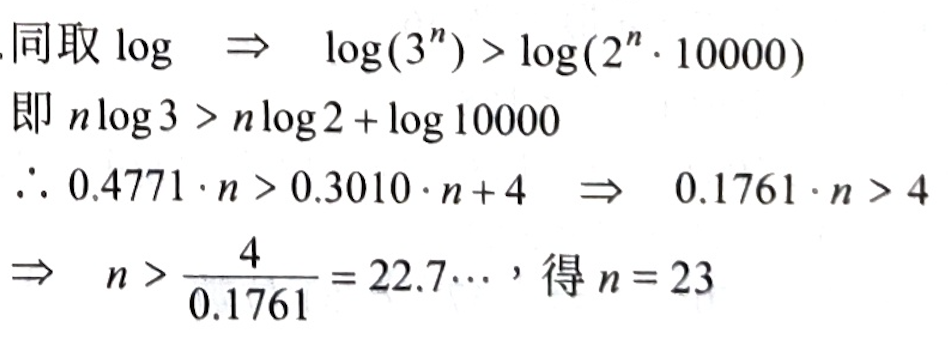 同取 log ⇒ log(3ⁿ) > log(2ⁿ · 10000)
即 n log 3 > n log 2 + log 10000
∴ 0.4771 · n > 0.3010 · n + 4 ⇒ 0.1761 · n > 4
⇒ n > 4/0.1761 = 22.7⋯，得 n = 23